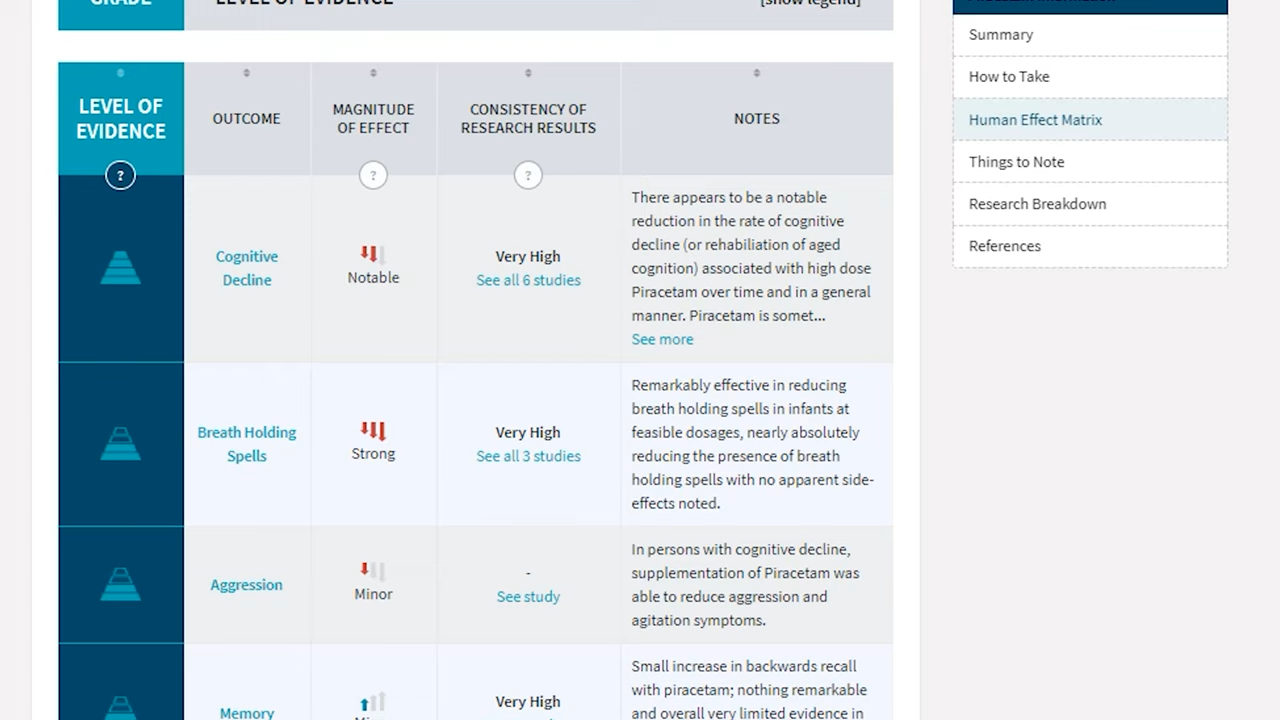 GRADE
LEVEL OF EVIDENCE
[show legend]
LEVEL OF
EVIDENCE
?
OUTCOME
MAGNITUDE
OF EFFECT
?
CONSISTENCY OF
RESEARCH RESULTS
?
NOTES
Cognitive
Decline
Notable
Very High
See all 6 studies
There appears to be a notable
reduction in the rate of cognitive
decline (or rehabiliation of aged
cognition) associated with high dose
Piracetam over time and in a general
manner. Piracetam is somet...
See more
Breath Holding
Spells
Strong
Very High
See all 3 studies
Remarkably effective in reducing
breath holding spells in infants at
feasible dosages, nearly absolutely
reducing the presence of breath
holding spells with no apparent side-
effects noted.
Aggression
Minor
-
See study
In persons with cognitive decline,
supplementation of Piracetam was
able to reduce aggression and
agitation symptoms.
Memory
Very High
Small increase in backwards recall
with piracetam; nothing remarkable
and overall very limited evidence in
Summary
How to Take
Human Effect Matrix
Things to Note
Research Breakdown
References